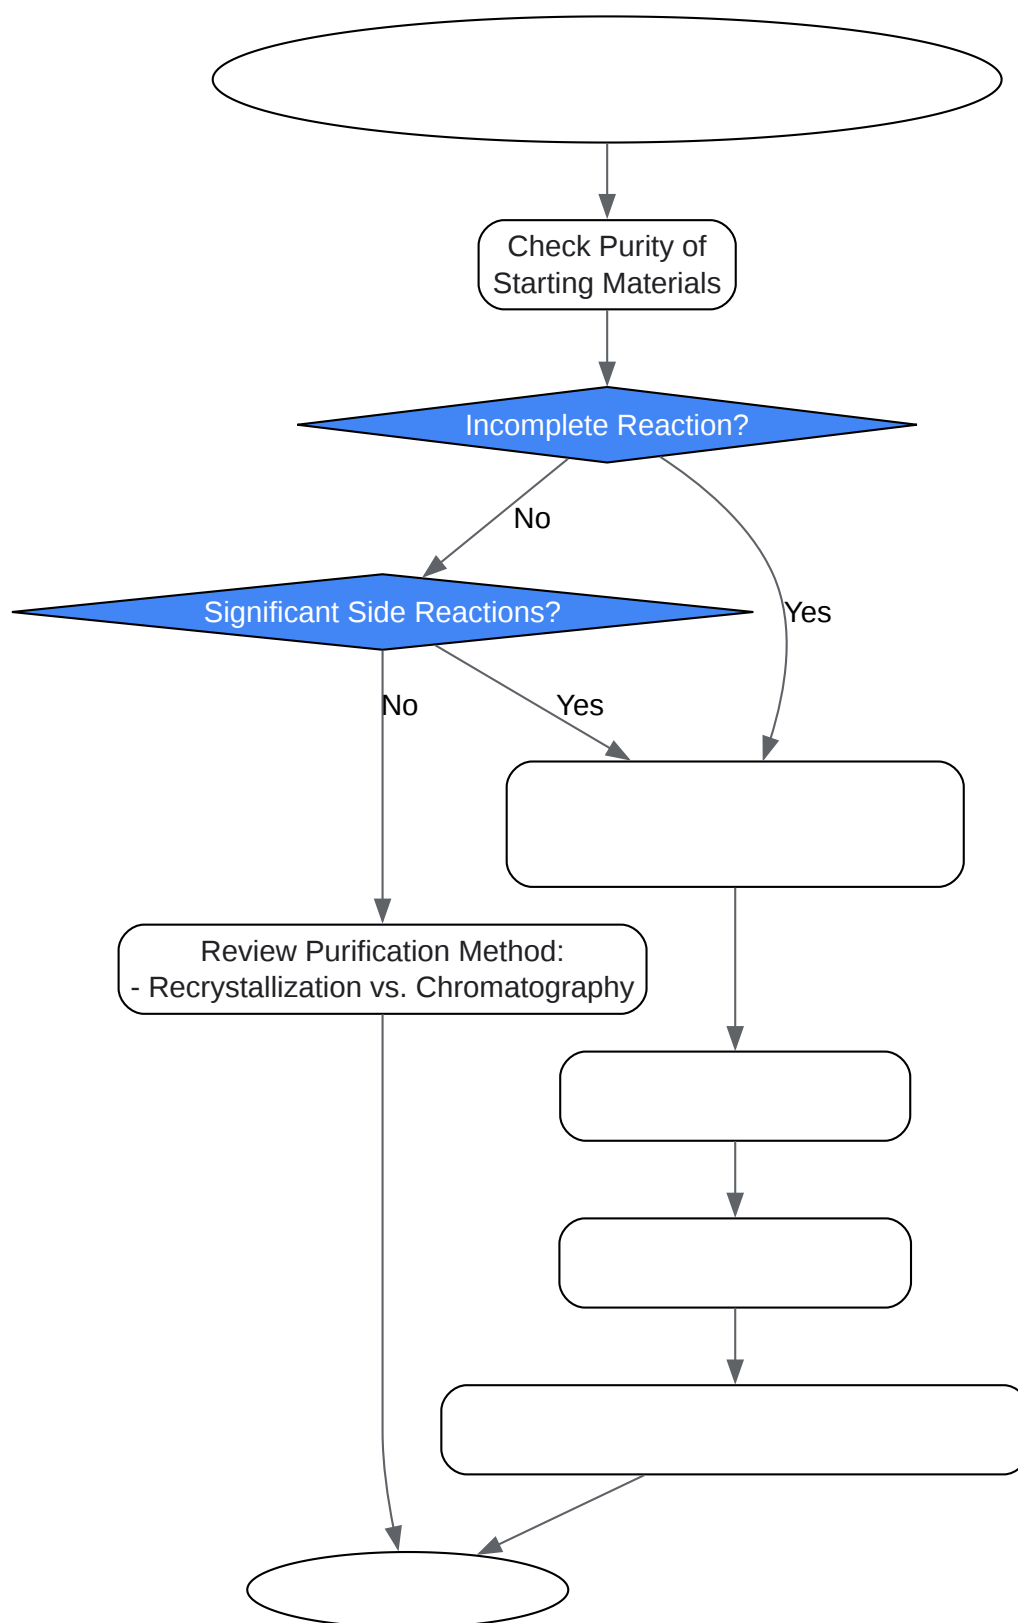 Check Purity of
Starting Materials
Incomplete Reaction?
No
Significant Side Reactions?
Yes
No
Yes
Review Purification Method:
- Recrystallization vs. Chromatography